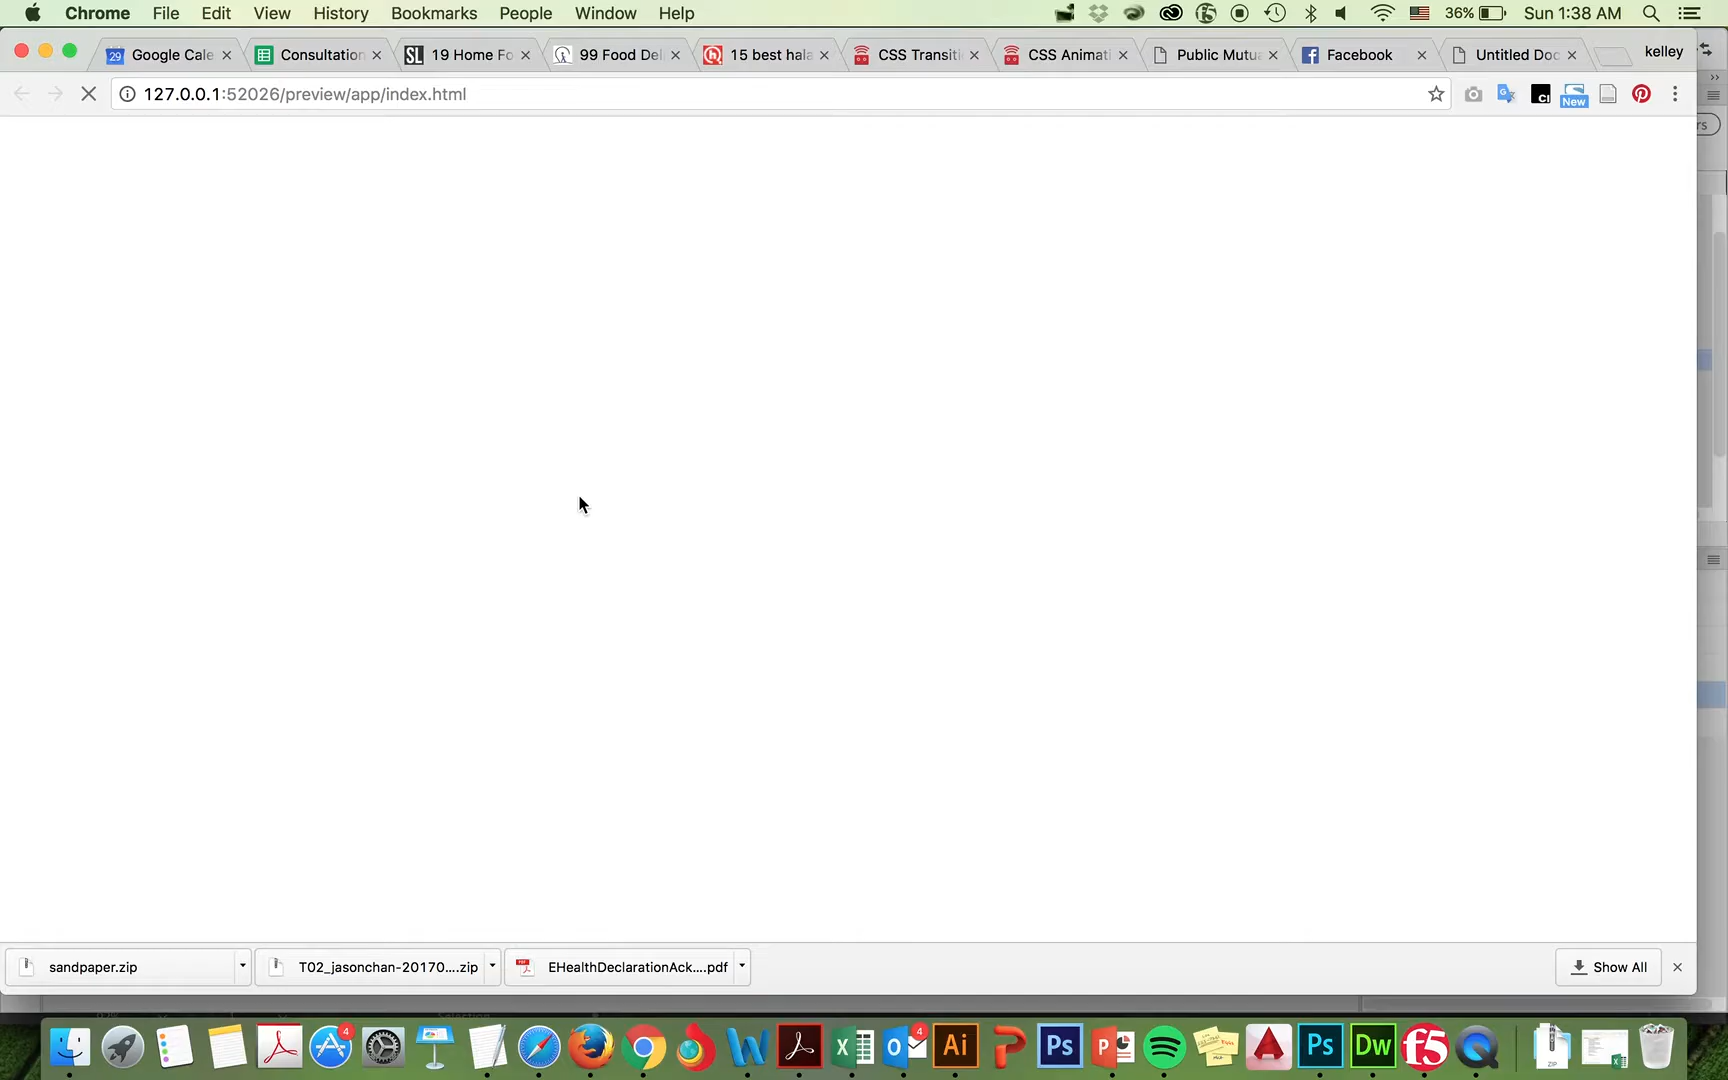 Chrome File Edit View History Bookmarks People Window Help 36% Sun 1:38 AM
Google Cale Consultation 19 Home Fo 99 Food Del 15 best hala CSS Transiti CSS Animati Public Mutua Facebook Untitled Doc kelley
127.0.0.1:52026/preview/app/index.html
New
sandpaper.zip T02_jasonchan-20170....zip EHealthDeclarationAck....pdf Show All
4 4 Ai Ps P Ps Dw f5